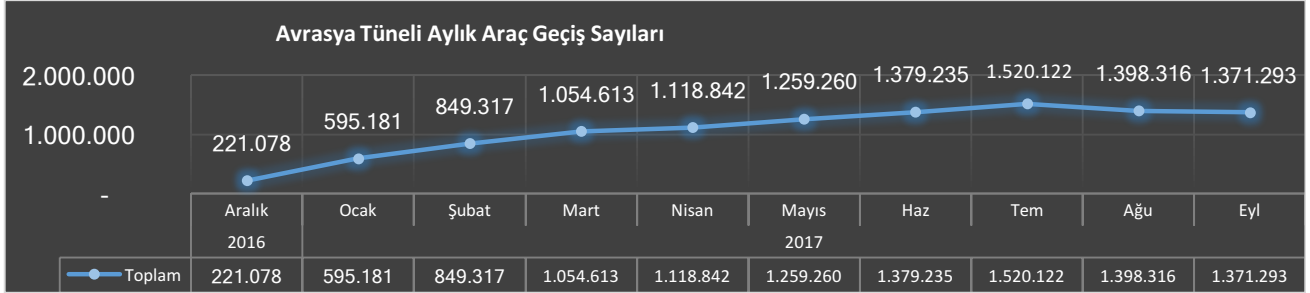 Avrasya Tüneli Aylık Araç Geçiş Sayıları
2.000.000
1.000.000
-
221.078 595.181 849.317 1.054.613 1.118.842 1.259.260 1.379.235 1.520.122 1.398.316 1.371.293
Aralık Ocak Şubat Mart Nisan Mayıs Haz Tem Ağu Eyl
2016 2017
Toplam 221.078 595.181 849.317 1.054.613 1.118.842 1.259.260 1.379.235 1.520.122 1.398.316 1.371.293